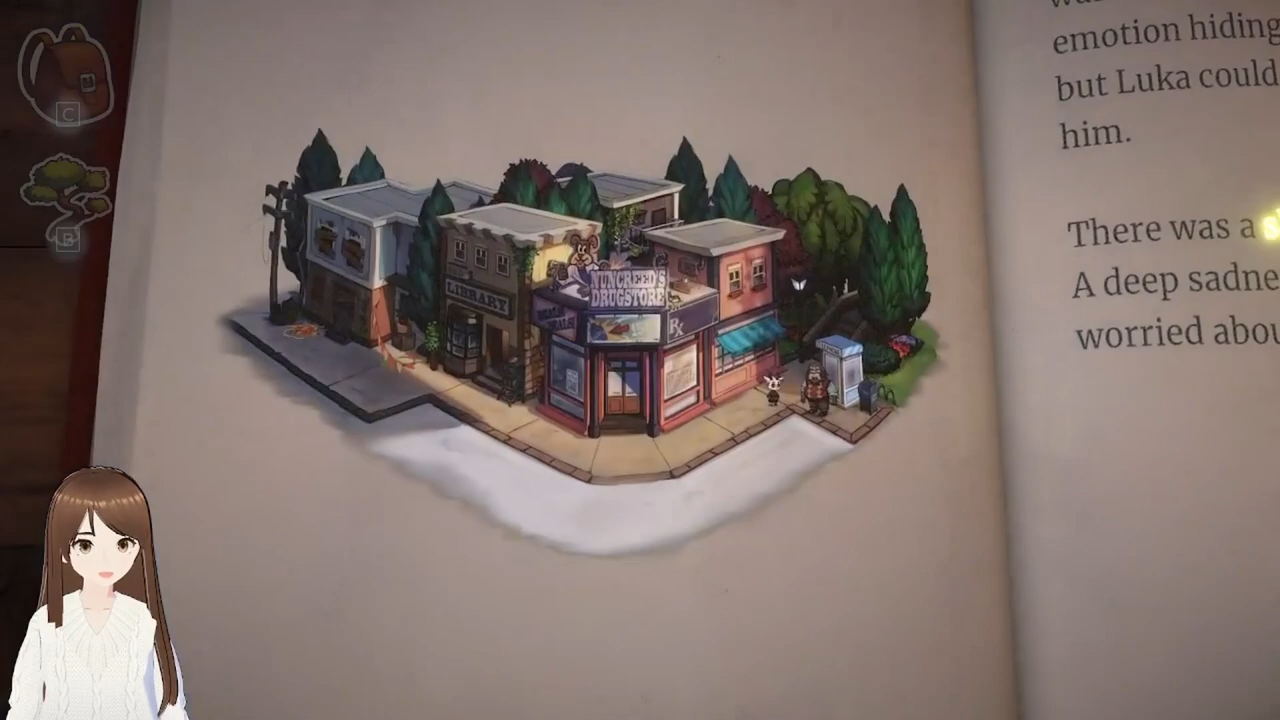 C
B
LIBRARY
NUNCREED'S
DRUGSTORE
Rx
emotion hiding
but Luka could
him.
There was a
A deep sadne
worried abou